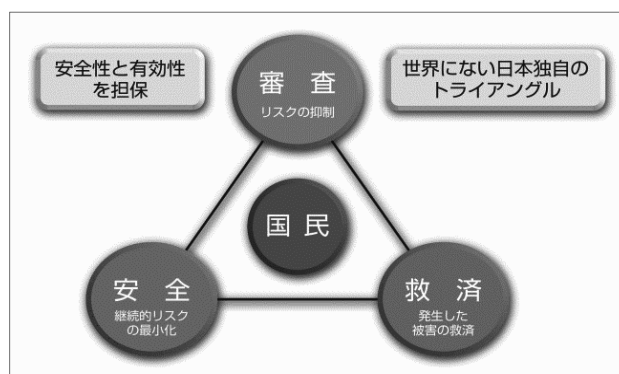 安全性と有効性
を担保
審 査
リスクの抑制
世界にない日本独自の
トライアングル
国 民
安 全
継続的リスク
の最小化
救 済
発生した
被害の救済